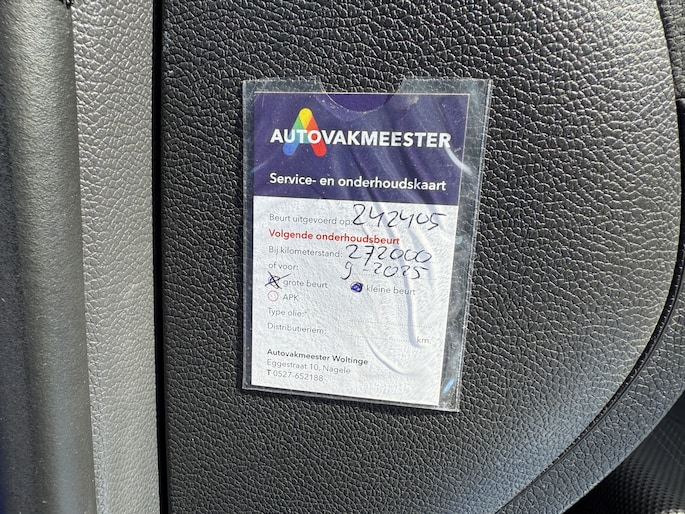 AUTOVAKMEESTER
Service- en onderhoudskaart
Beurt uitgevoerd op: 242405
Volgende onderhoudsbeurt
Bij kilometerstand: 272000
of voor: 9-2025
grote beurt kleine beurt
APK
Type olie:*
Distributieriem: km.
Autovakmeester Woltinge
Eggestraat 10, Nagele
T 0527-652188